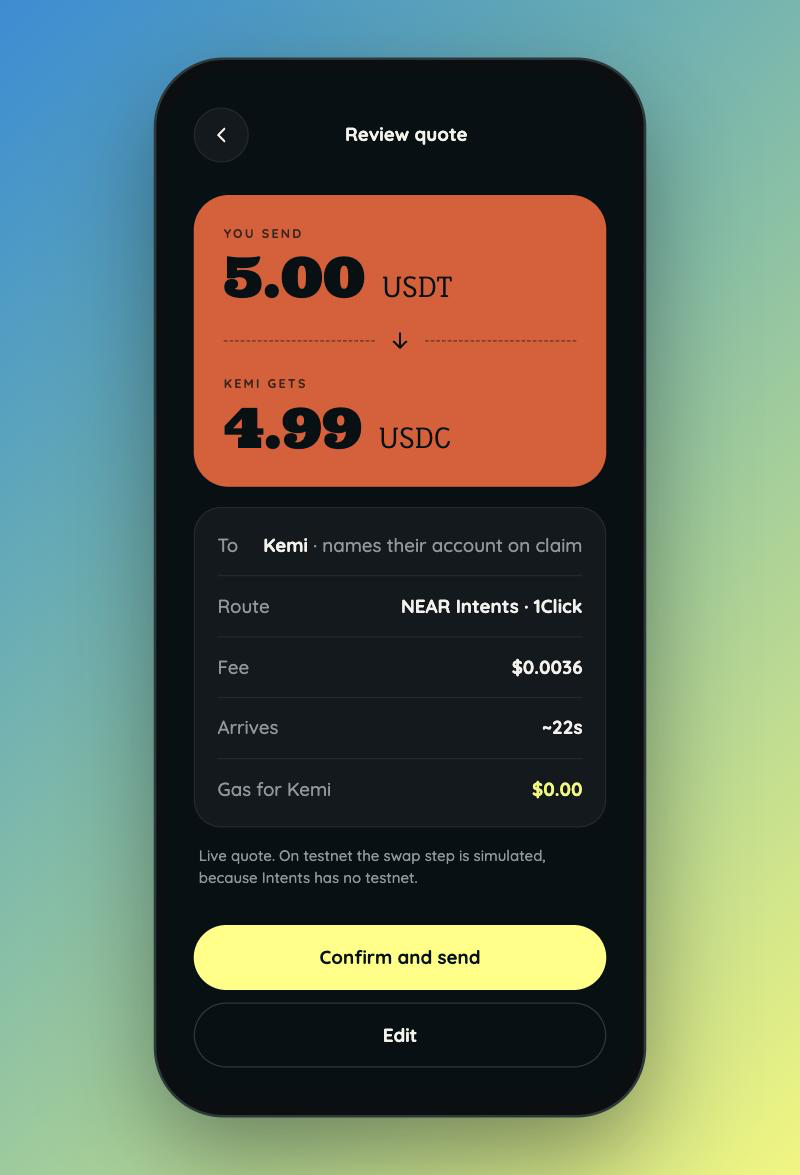 Review quote
YOU SEND
5.00 USDT
KEMI GETS
4.99 USDC
To Kemi · names their account on claim
Route NEAR Intents · 1Click
Fee $0.0036
Arrives ~22s
Gas for Kemi $0.00
Live quote. On testnet the swap step is simulated,
because Intents has no testnet.
Confirm and send
Edit